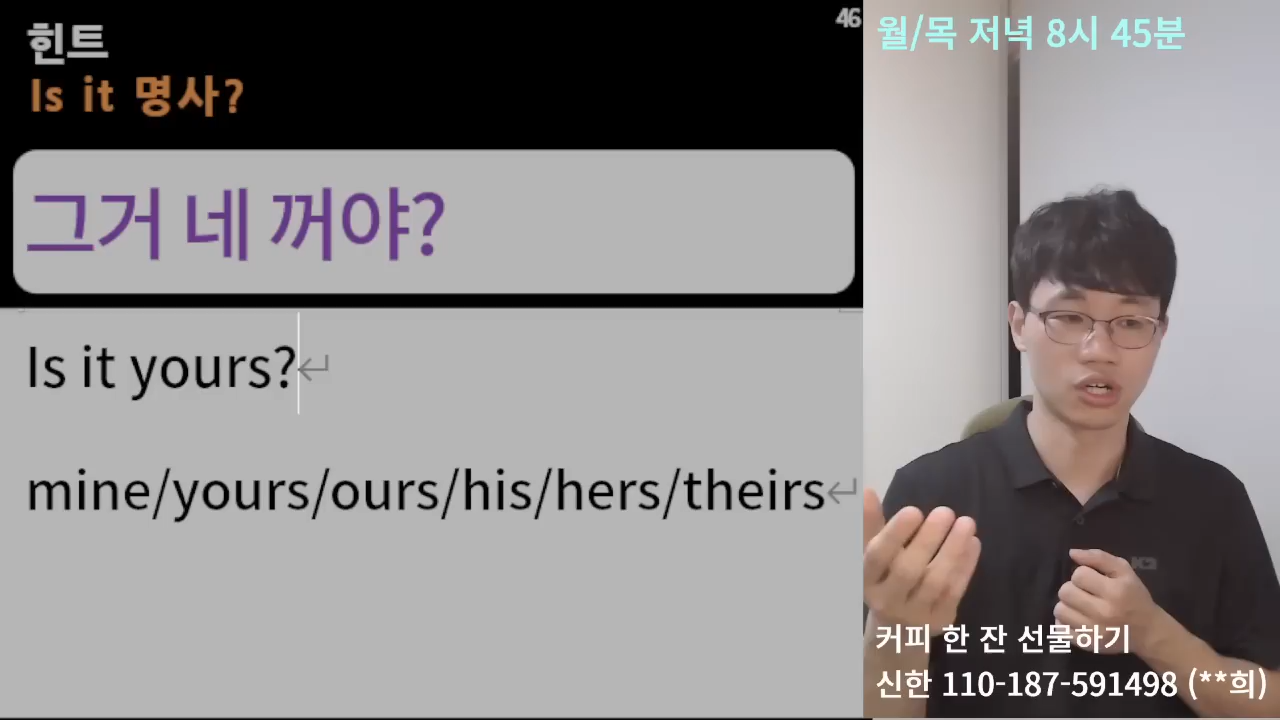 힌트
46
Is it 명사?
그거 네 꺼야?
Is it yours?
mine/yours/ours/his/hers/theirs
월/목 저녁 8시 45분
K2
커피 한 잔 선물하기
신한 110-187-591498 (**희)